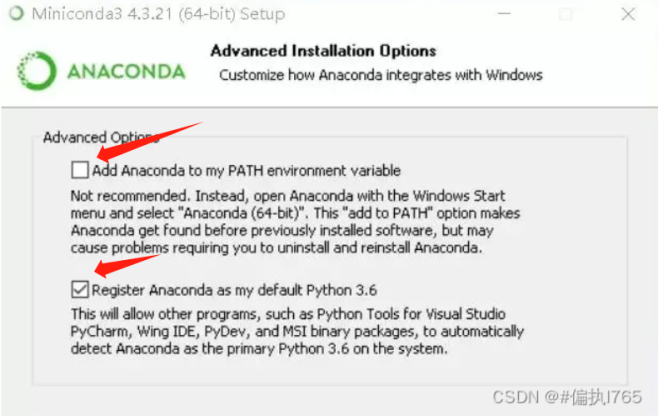 Miniconda3 4.3.21 (64-bit) Setup
ANACONDA
Advanced Installation Options
Customize how Anaconda integrates with Windows
Advanced Options
Add Anaconda to my PATH environment variable
Not recommended. Instead, open Anaconda with the Windows Start
menu and select "Anaconda (64-bit)". This "add to PATH" option makes
Anaconda get found before previously installed software, but may
cause problems requiring you to uninstall and reinstall Anaconda.
Register Anaconda as my default Python 3.6
This will allow other programs, such as Python Tools for Visual Studio
PyCharm, Wing IDE, PyDev, and MSI binary packages, to automatically
detect Anaconda as the primary Python 3.6 on the system.
CSDN @#偏执l765